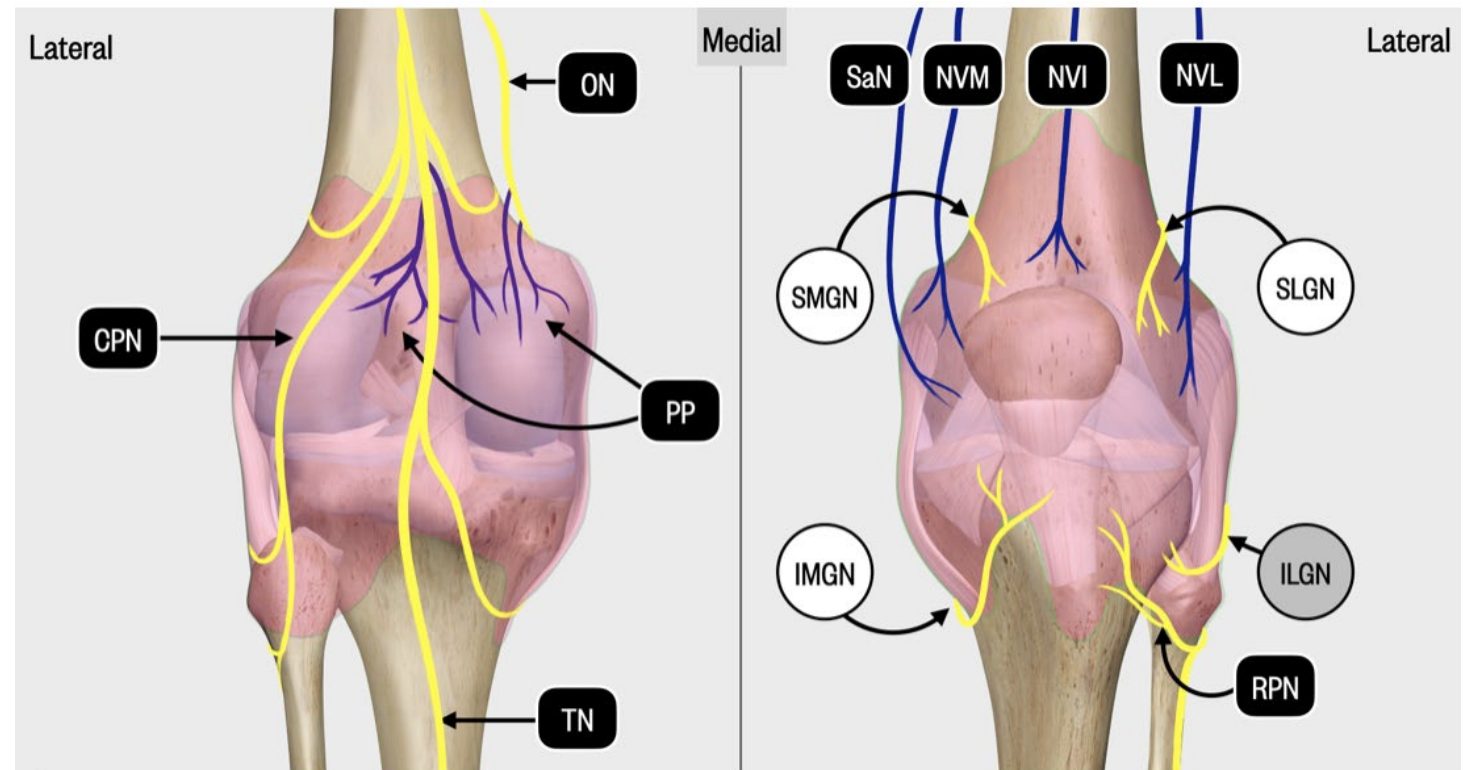 Lateral
ON
CPN
PP
TN
Medial
SaN
NVM
NVI
NVL
Lateral
SMGN
SLGN
IMGN
ILGN
RPN